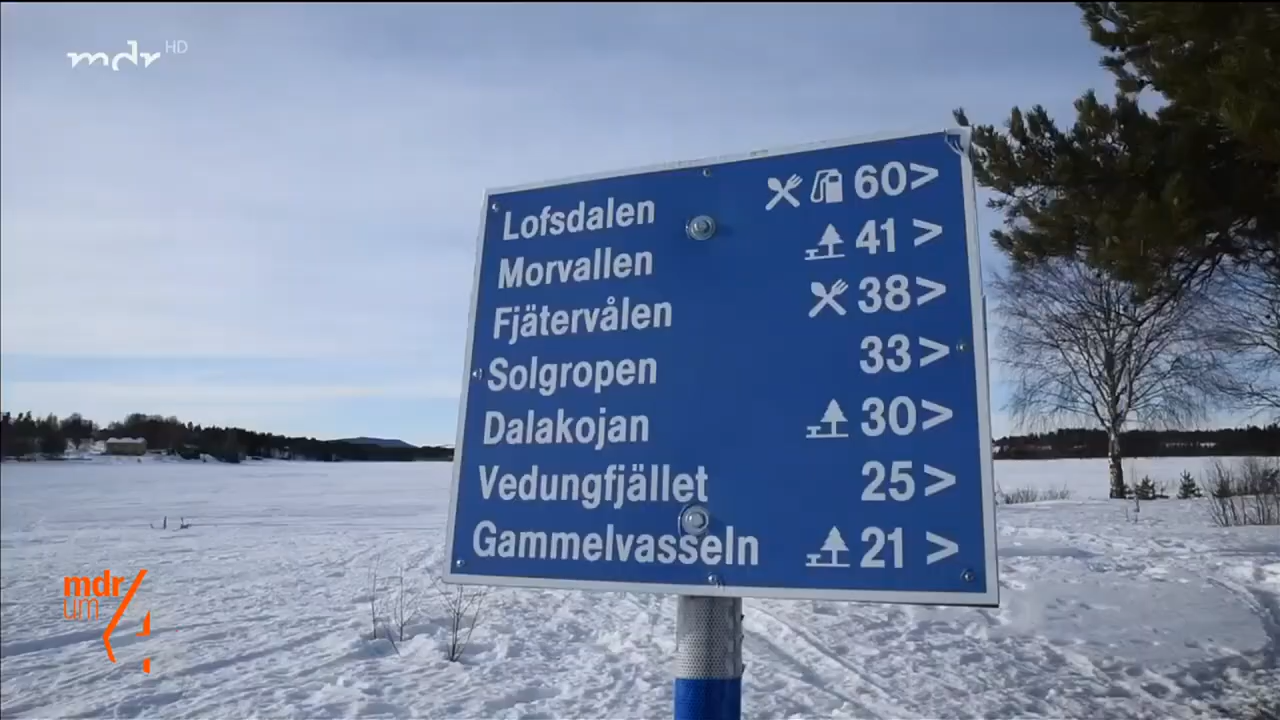 mdr HD
Lofsdalen 60>
Morvallen 41 >
Fjätervålen 38>
Solgropen 33>
Dalakojan 30>
Vedungfjället 25>
Gammelvasseln 21 >
mdr
um 4